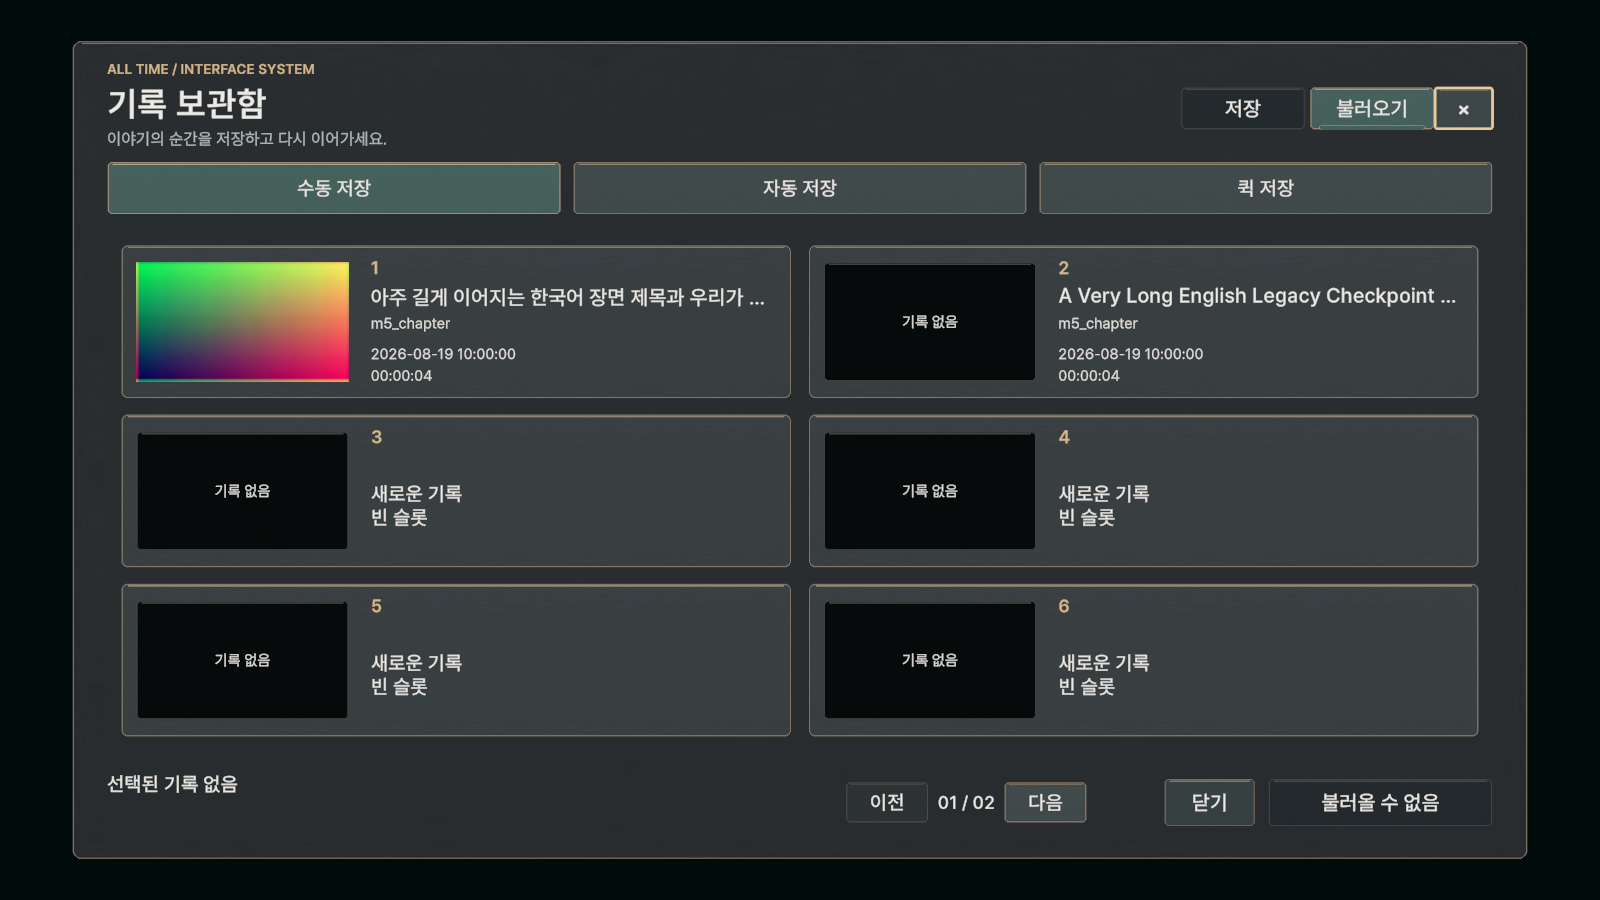 ALL TIME / INTERFACE SYSTEM
기록 보관함
이야기의 순간을 저장하고 다시 이어가세요.
저장
불러오기
×
수동 저장
자동 저장
퀵 저장
1
아주 길게 이어지는 한국어 장면 제목과 우리가 ...
m5_chapter
2026-08-19 10:00:00
00:00:04
기록 없음
2
A Very Long English Legacy Checkpoint ...
m5_chapter
2026-08-19 10:00:00
00:00:04
기록 없음
3
새로운 기록
빈 슬롯
기록 없음
4
새로운 기록
빈 슬롯
기록 없음
5
새로운 기록
빈 슬롯
기록 없음
6
새로운 기록
빈 슬롯
선택된 기록 없음
이전
01 / 02
다음
닫기
불러올 수 없음